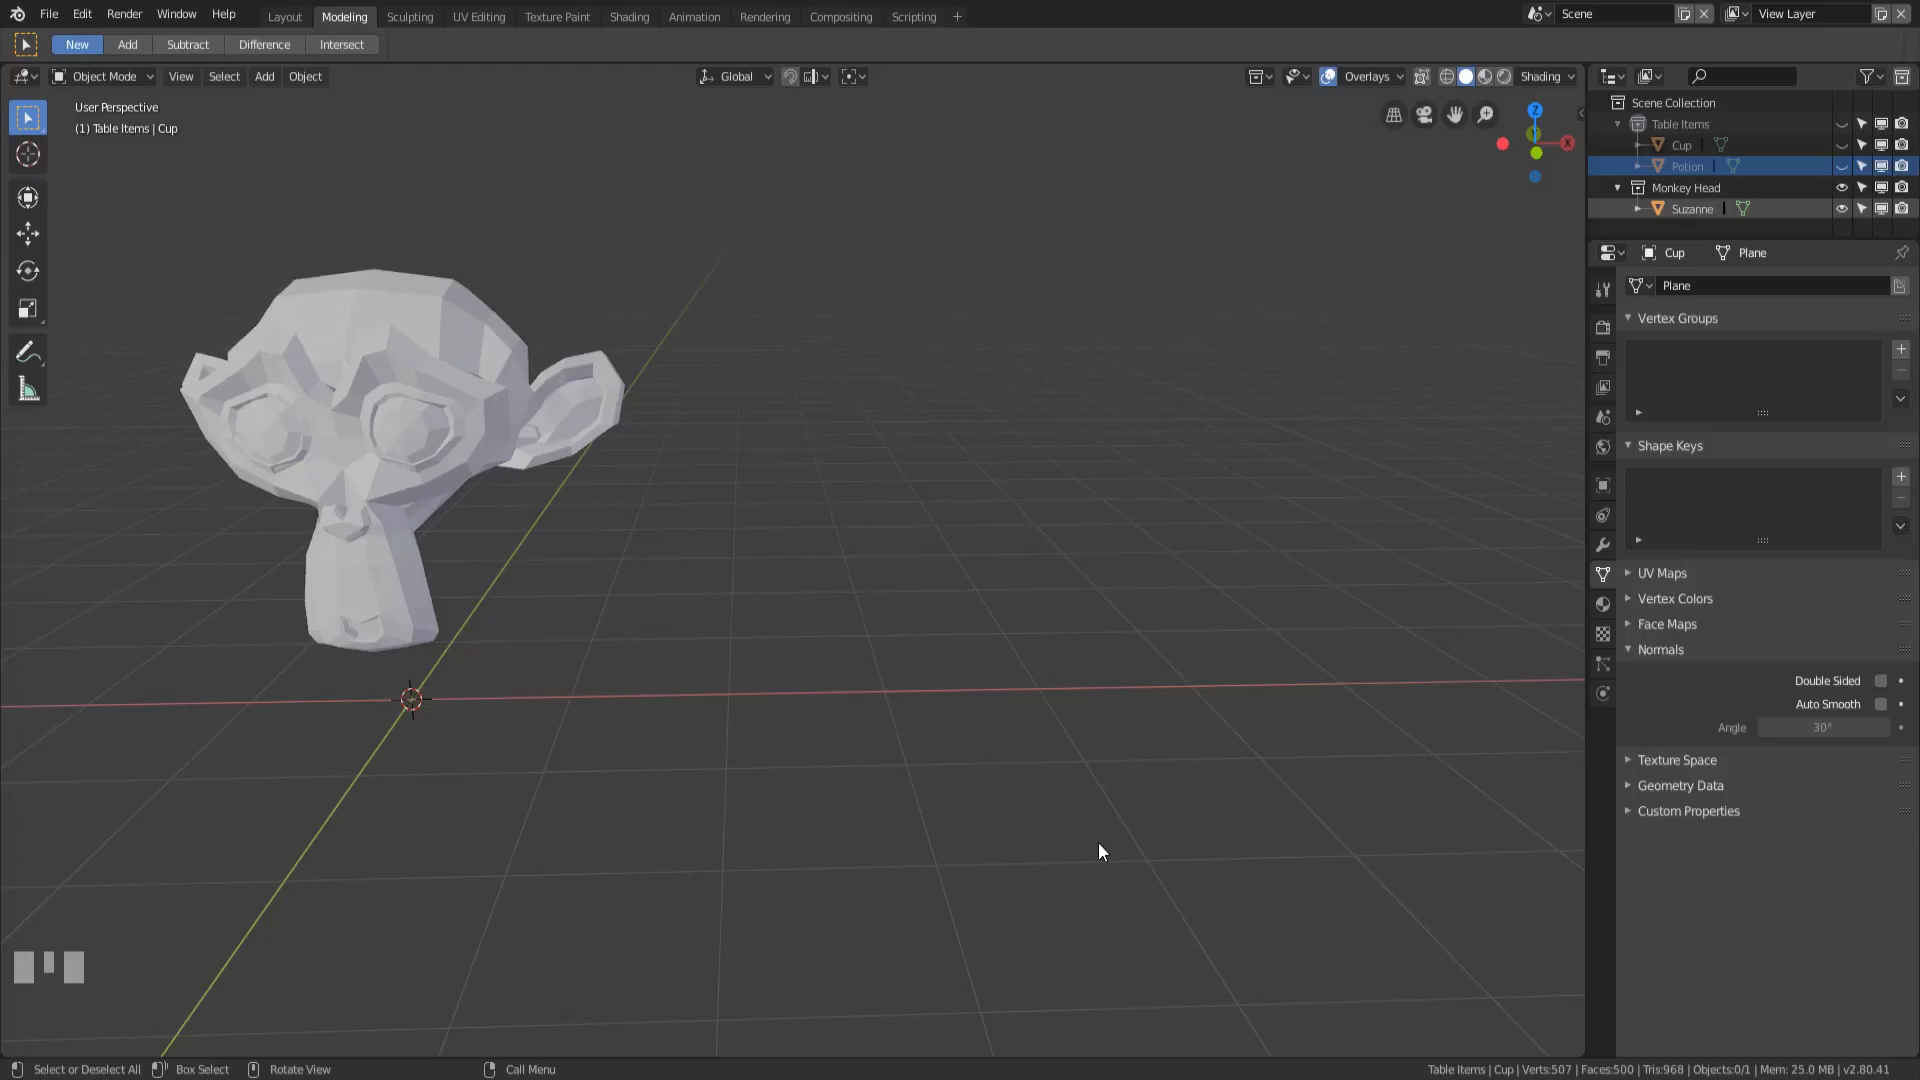 File Edit Render Window Help Layout Modeling Sculpting UV Editing Texture Paint Shading Animation Rendering Compositing Scripting + Scene View Layer
New Add Subtract Difference Intersect
Object Mode View Select Add Object Global Overlays Shading
User Perspective
(1) Table Items | Cup
Z
Y
X
Scene Collection
Table Items
Cup
Potion
Monkey Head
Suzanne
Cup Plane
Plane
Vertex Groups
Shape Keys
UV Maps
Vertex Colors
Face Maps
Normals
Double Sided
Auto Smooth
Angle 30°
Texture Space
Geometry Data
Custom Properties
Select or Deselect All Box Select Rotate View Call Menu Table Items | Cup | Verts:507 | Faces:500 | Tris:968 | Objects:0/1 | Mem: 25.0 MB | v2.80.41